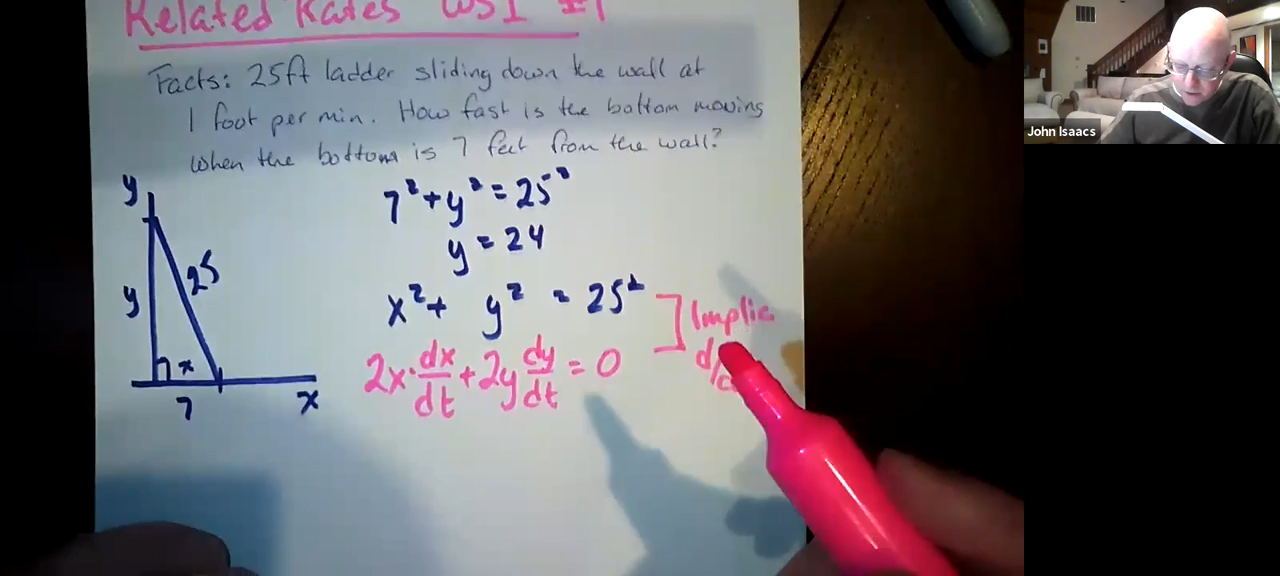 Related Rates WS1 #1
Facts: 25ft ladder sliding down the wall at
1 foot per min. How fast is the bottom moving
when the bottom is 7 feet from the wall?
7² + y² = 25²
y = 24
x² + y² = 25²
2x · dx/dt + 2y dy/dt = 0
Implic
d/
y
y
25
x
7
x
John Isaacs